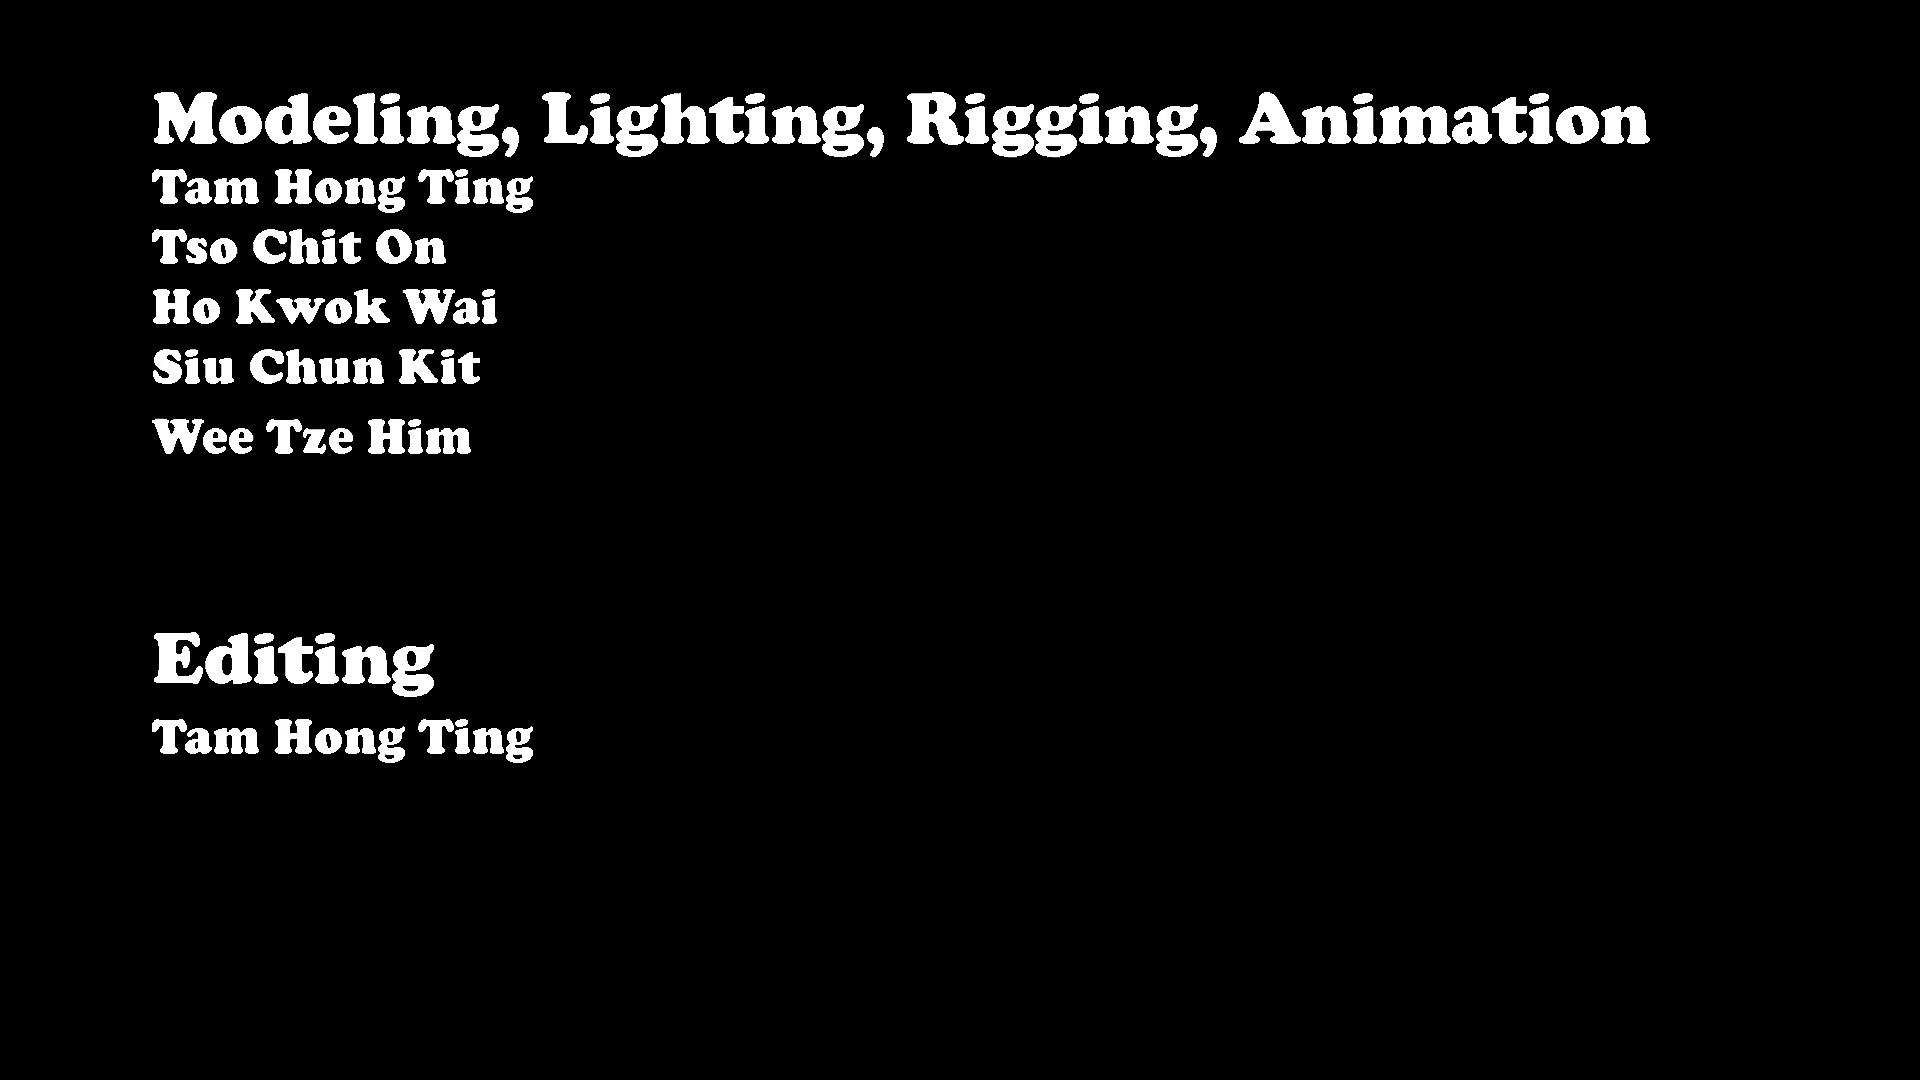 Modeling, Lighting, Rigging, Animation
Tam Hong Ting
Tso Chit On
Ho Kwok Wai
Siu Chun Kit
Wee Tze Him
Editing
Tam Hong Ting